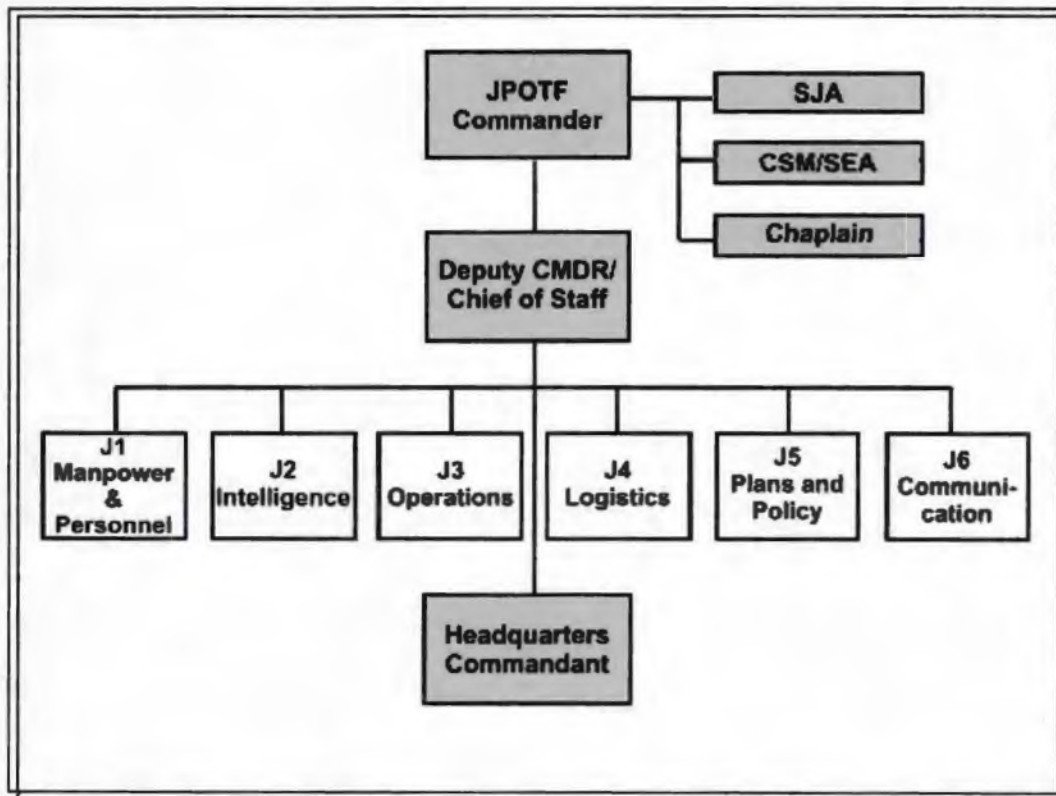 JPOTF
Commander
SJA
CSM/SEA
Chaplain
Deputy CMDR/
Chief of Staff
J1
Manpower
&
Personnel
J2
Intelligence
J3
Operations
J4
Logistics
J5
Plans and
Policy
J6
Communi-
cation
Headquarters
Commandant